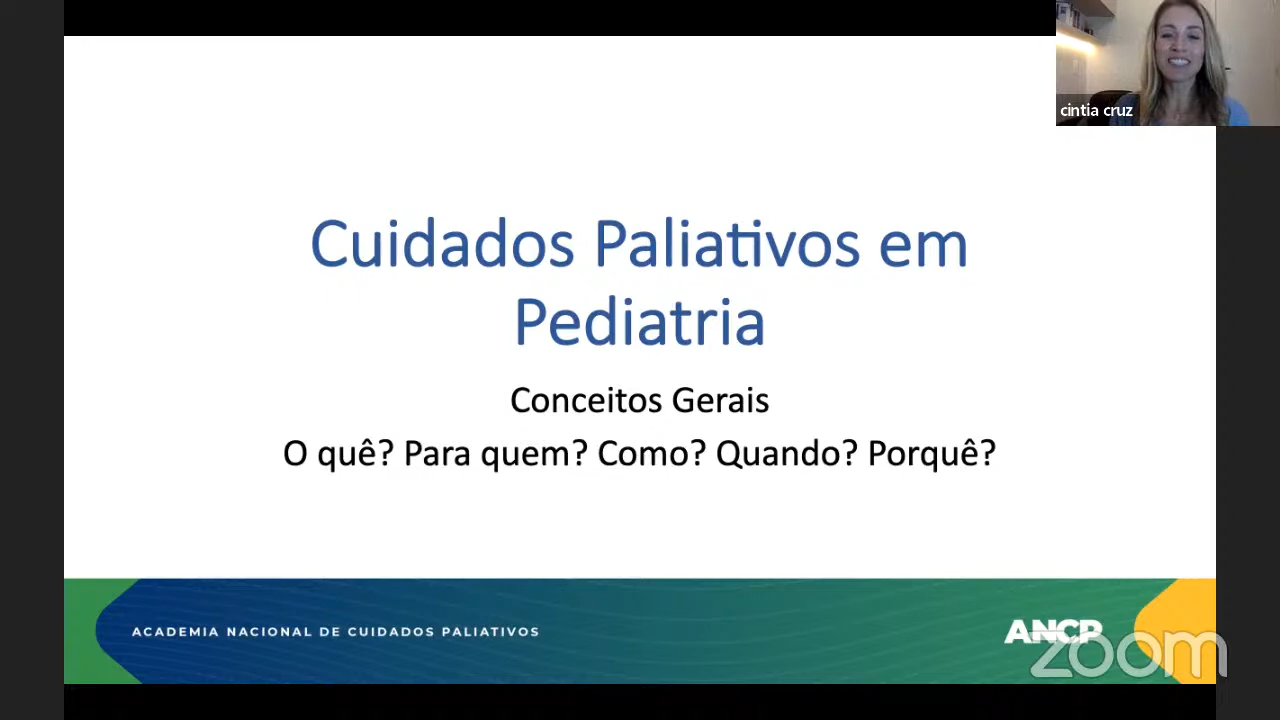 cintia cruz
Cuidados Paliativos em
Pediatria
Conceitos Gerais
O quê? Para quem? Como? Quando? Porquê?
ACADEMIA NACIONAL DE CUIDADOS PALIATIVOS
ANCP
zoom